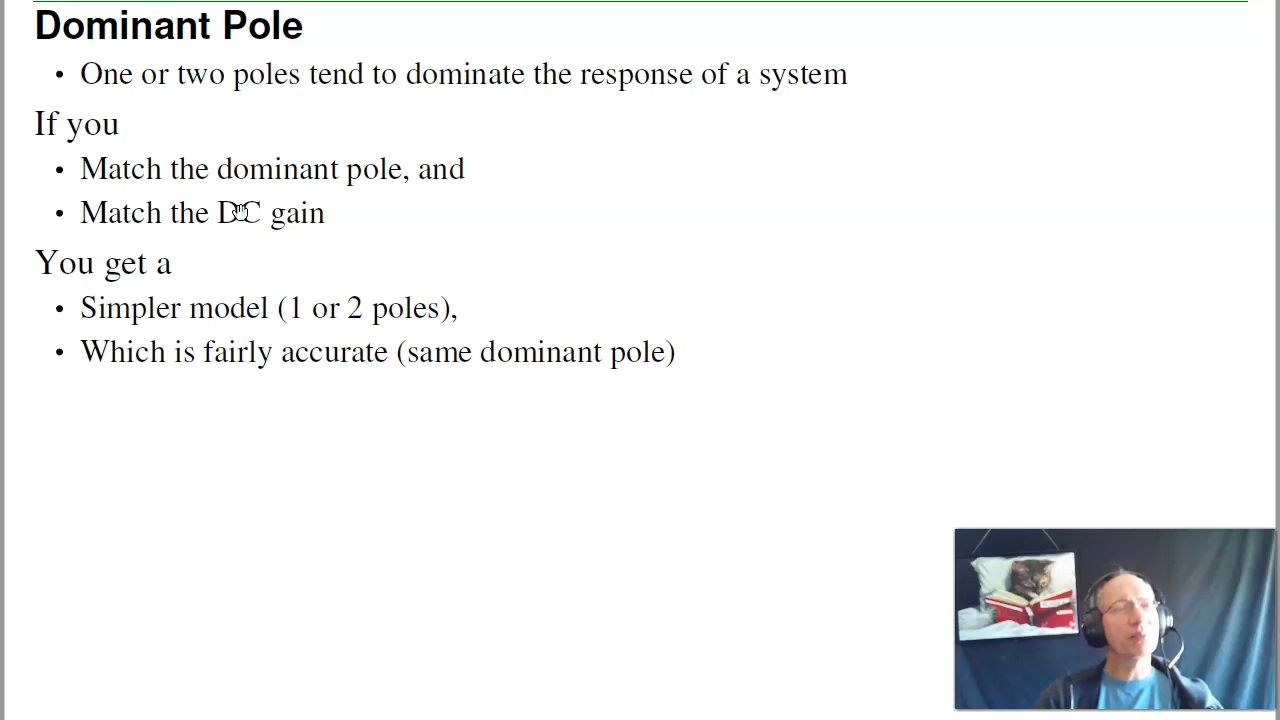 Dominant Pole
• One or two poles tend to dominate the response of a system
If you
• Match the dominant pole, and
• Match the DC gain
You get a
• Simpler model (1 or 2 poles),
• Which is fairly accurate (same dominant pole)